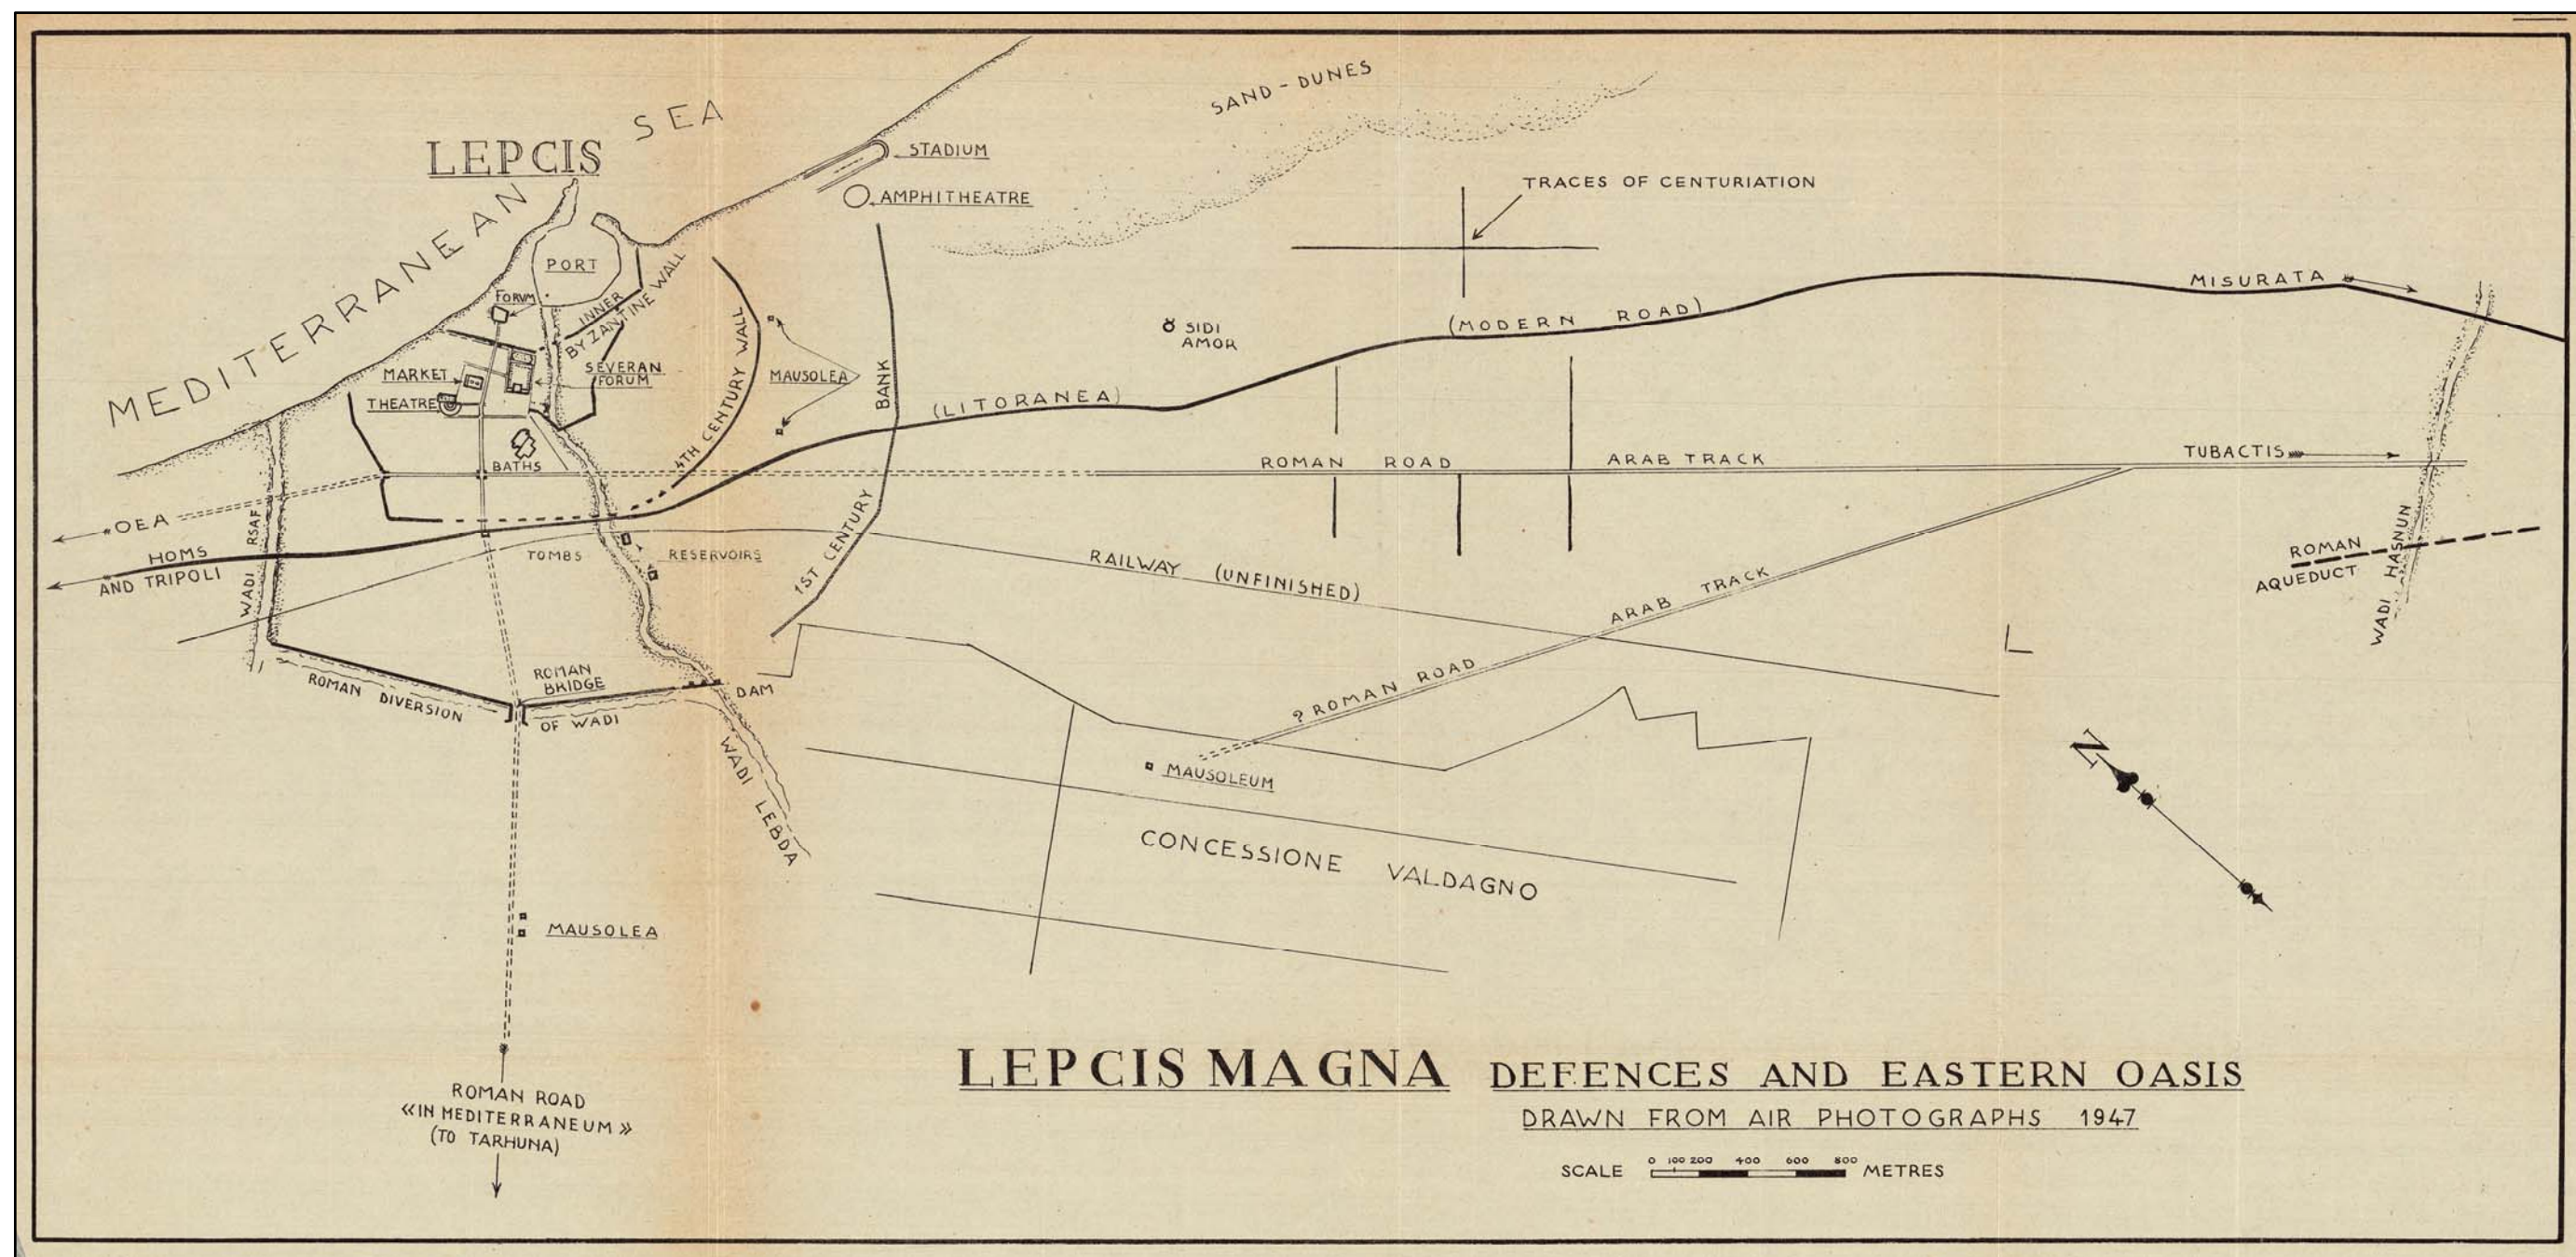 SAND-DUNES
MEDITERRANEAN SEA
LEPCIS
STADIUM
AMPHITHEATRE
TRACES OF CENTURIATION
PORT
FORVM
INNER
BYZANTINE WALL
MISURATA
(MODERN ROAD)
SIDI
AMOR
MARKET
SEVERAN
FORUM
THEATRE
4TH CENTURY WALL
MAUSOLEA
1ST CENTURY BANK
(LITORANEA)
BATHS
ROMAN ROAD
ARAB TRACK
TUBACTIS
OEA
HOMS
AND TRIPOLI
WADI RSAF
TOMBS
RESERVOIRS
RAILWAY (UNFINISHED)
ROMAN
AQUEDUCT
WADI HASNUN
? ROMAN ROAD
ARAB TRACK
ROMAN DIVERSION
OF WADI
ROMAN
BRIDGE
DAM
WADI LEBDA
MAUSOLEUM
CONCESSIONE VALDAGNO
N
MAUSOLEA
ROMAN ROAD
«IN MEDITERRANEUM»
(TO TARHUNA)
LEPCIS MAGNA DEFENCES AND EASTERN OASIS
DRAWN FROM AIR PHOTOGRAPHS 1947
SCALE 0 100 200 400 600 800 METRES